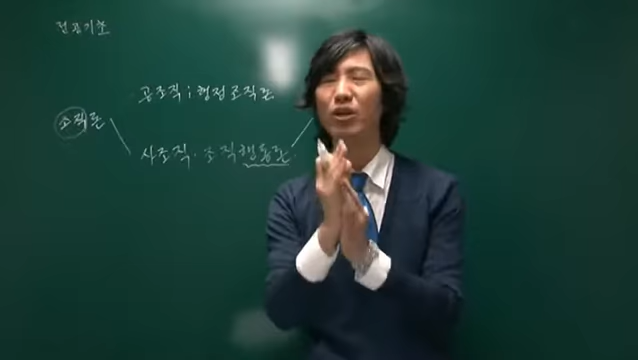 전공기초
공조직 ; 행정조직론
조직론
사조직 . 조직행동론